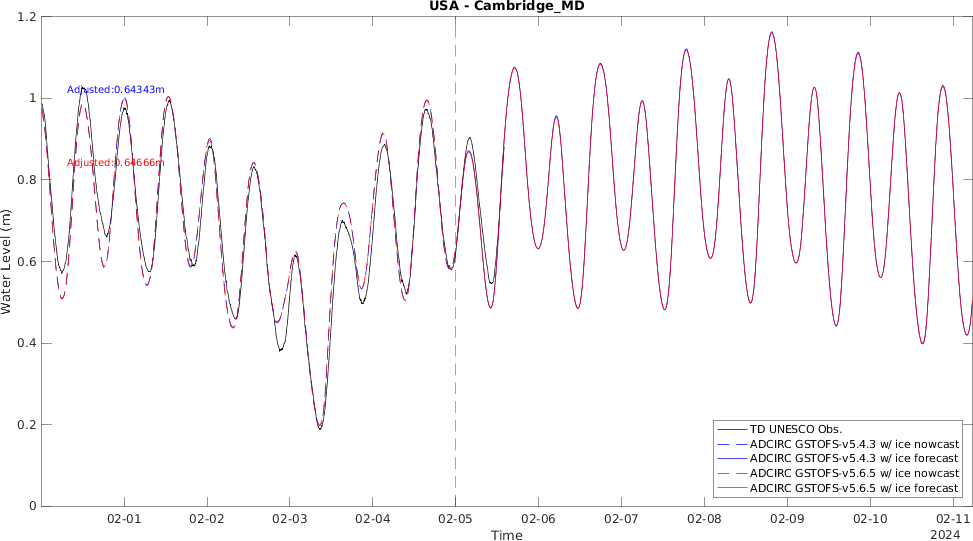 USA - Cambridge_MD
1.2
1
0.8
0.6
0.4
0.2
0
Water Level (m)
Adjusted:0.64343m
Adjusted:0.64666m
TD UNESCO Obs.
ADCIRC GSTOFS-v5.4.3 w/ ice nowcast
ADCIRC GSTOFS-v5.4.3 w/ ice forecast
ADCIRC GSTOFS-v5.6.5 w/ ice nowcast
ADCIRC GSTOFS-v5.6.5 w/ ice forecast
02-01 02-02 02-03 02-04 02-05 02-06 02-07 02-08 02-09 02-10 02-11
2024
Time